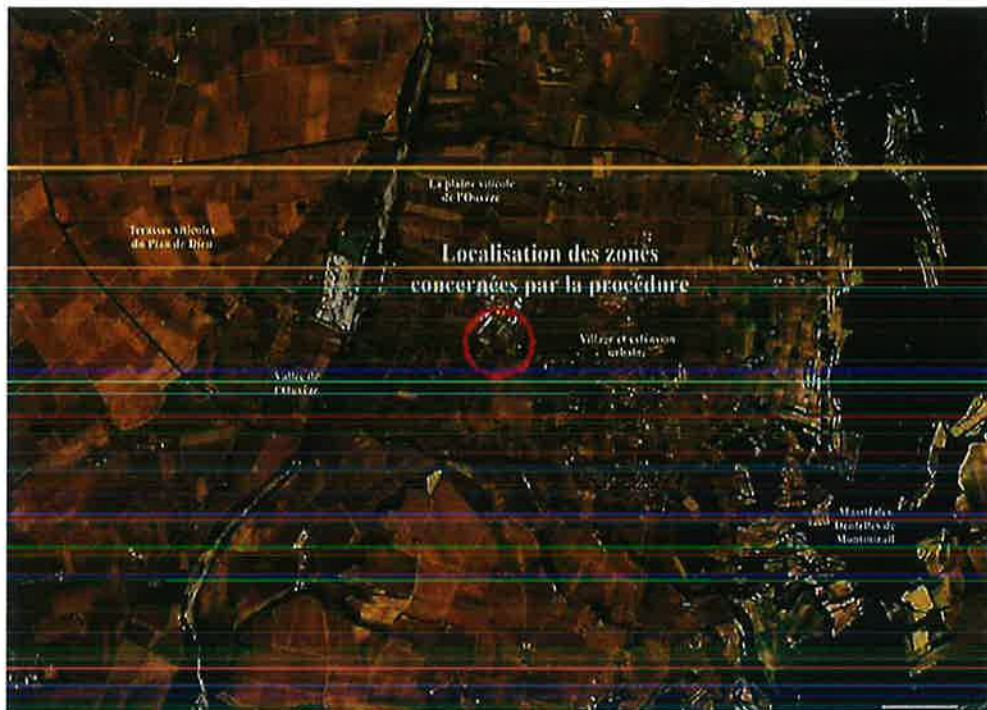 La plaine viticole
de l'Ouvèze
Terrasses viticoles
du Plan de Dieu
Localisation des zones
concernées par la procédure
Village et extension
urbaine
Vallée de
l'Ouvèze
Massif des
Dentelles de
Montmirail